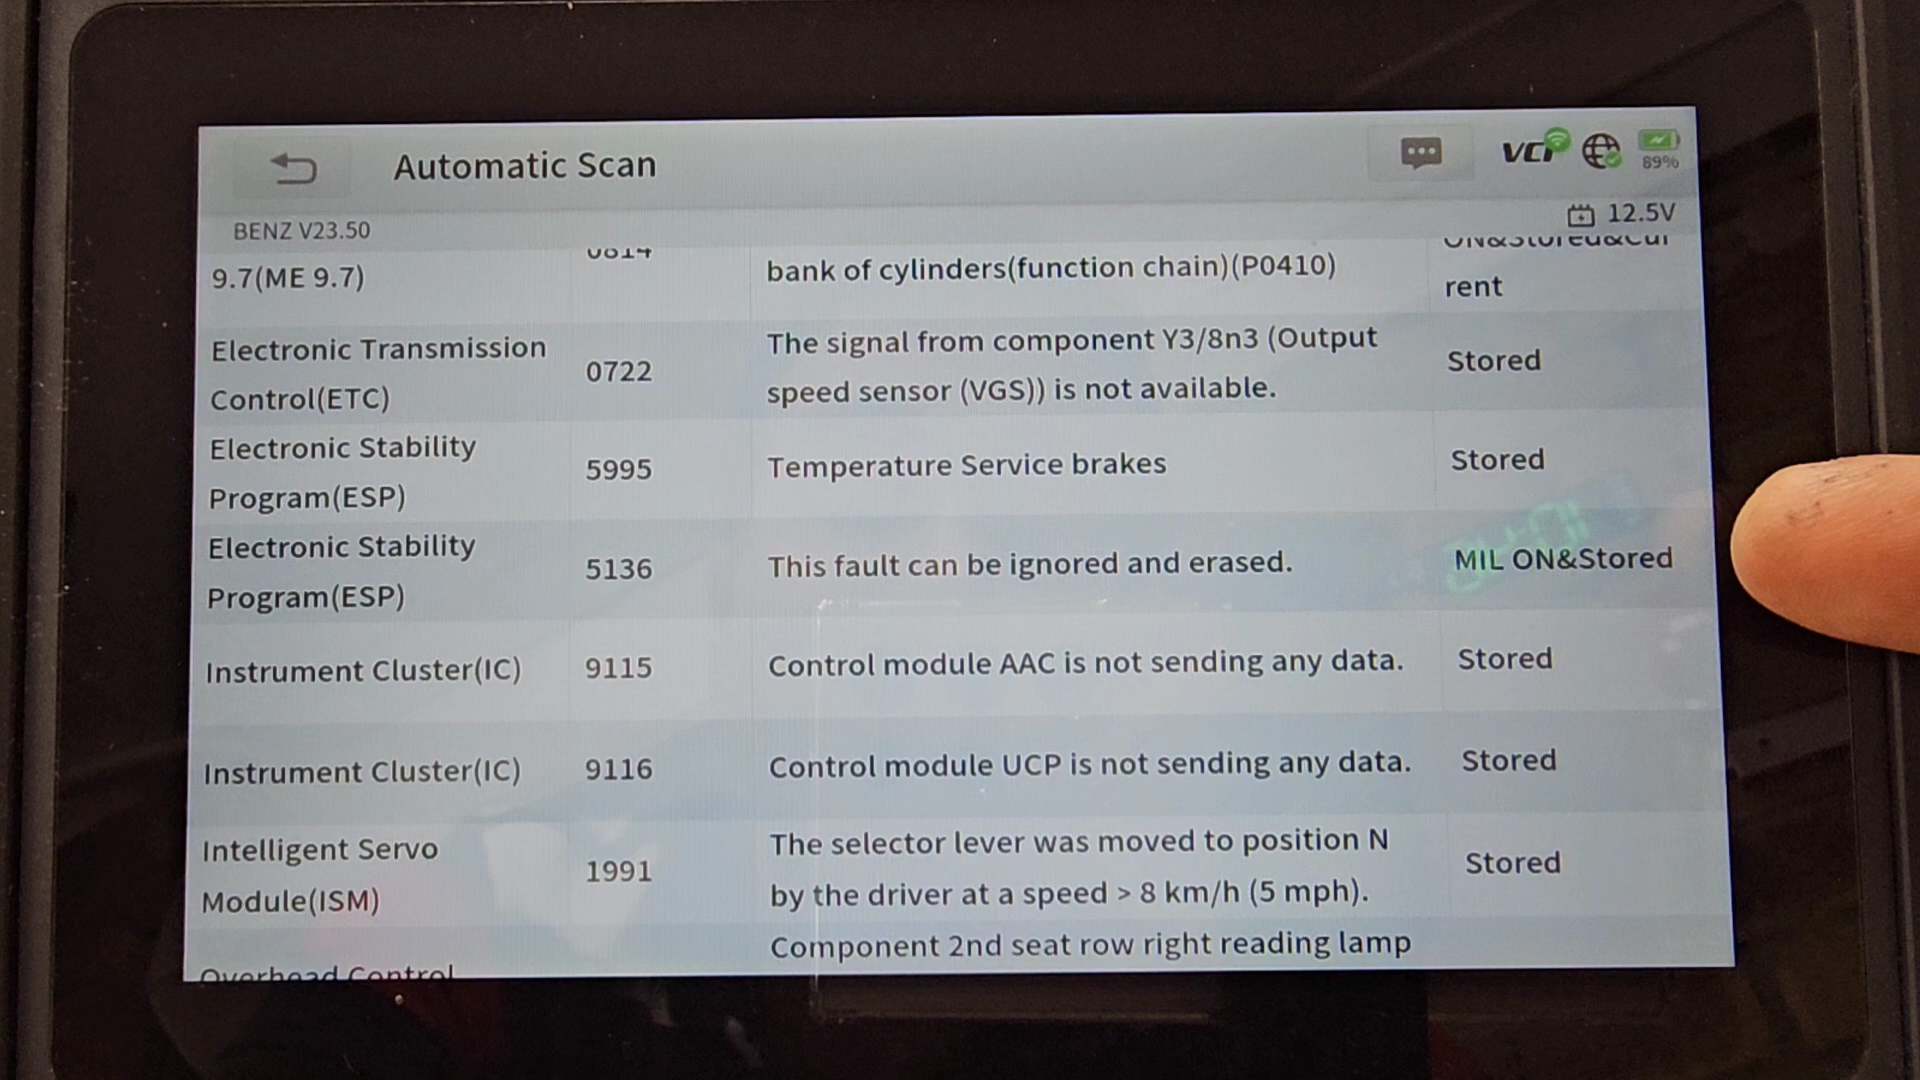 Automatic Scan
VCI
89%
BENZ V23.50
12.5V
9.7(ME 9.7)
0814
bank of cylinders(function chain)(P0410)
ON&Stored&Cur
rent
Electronic Transmission
Control(ETC)
0722
The signal from component Y3/8n3 (Output
speed sensor (VGS)) is not available.
Stored
Electronic Stability
Program(ESP)
5995
Temperature Service brakes
Stored
Electronic Stability
Program(ESP)
5136
This fault can be ignored and erased.
MIL ON&Stored
Instrument Cluster(IC)
9115
Control module AAC is not sending any data.
Stored
Instrument Cluster(IC)
9116
Control module UCP is not sending any data.
Stored
Intelligent Servo
Module(ISM)
1991
The selector lever was moved to position N
by the driver at a speed > 8 km/h (5 mph).
Stored
Overhead Control
Component 2nd seat row right reading lamp